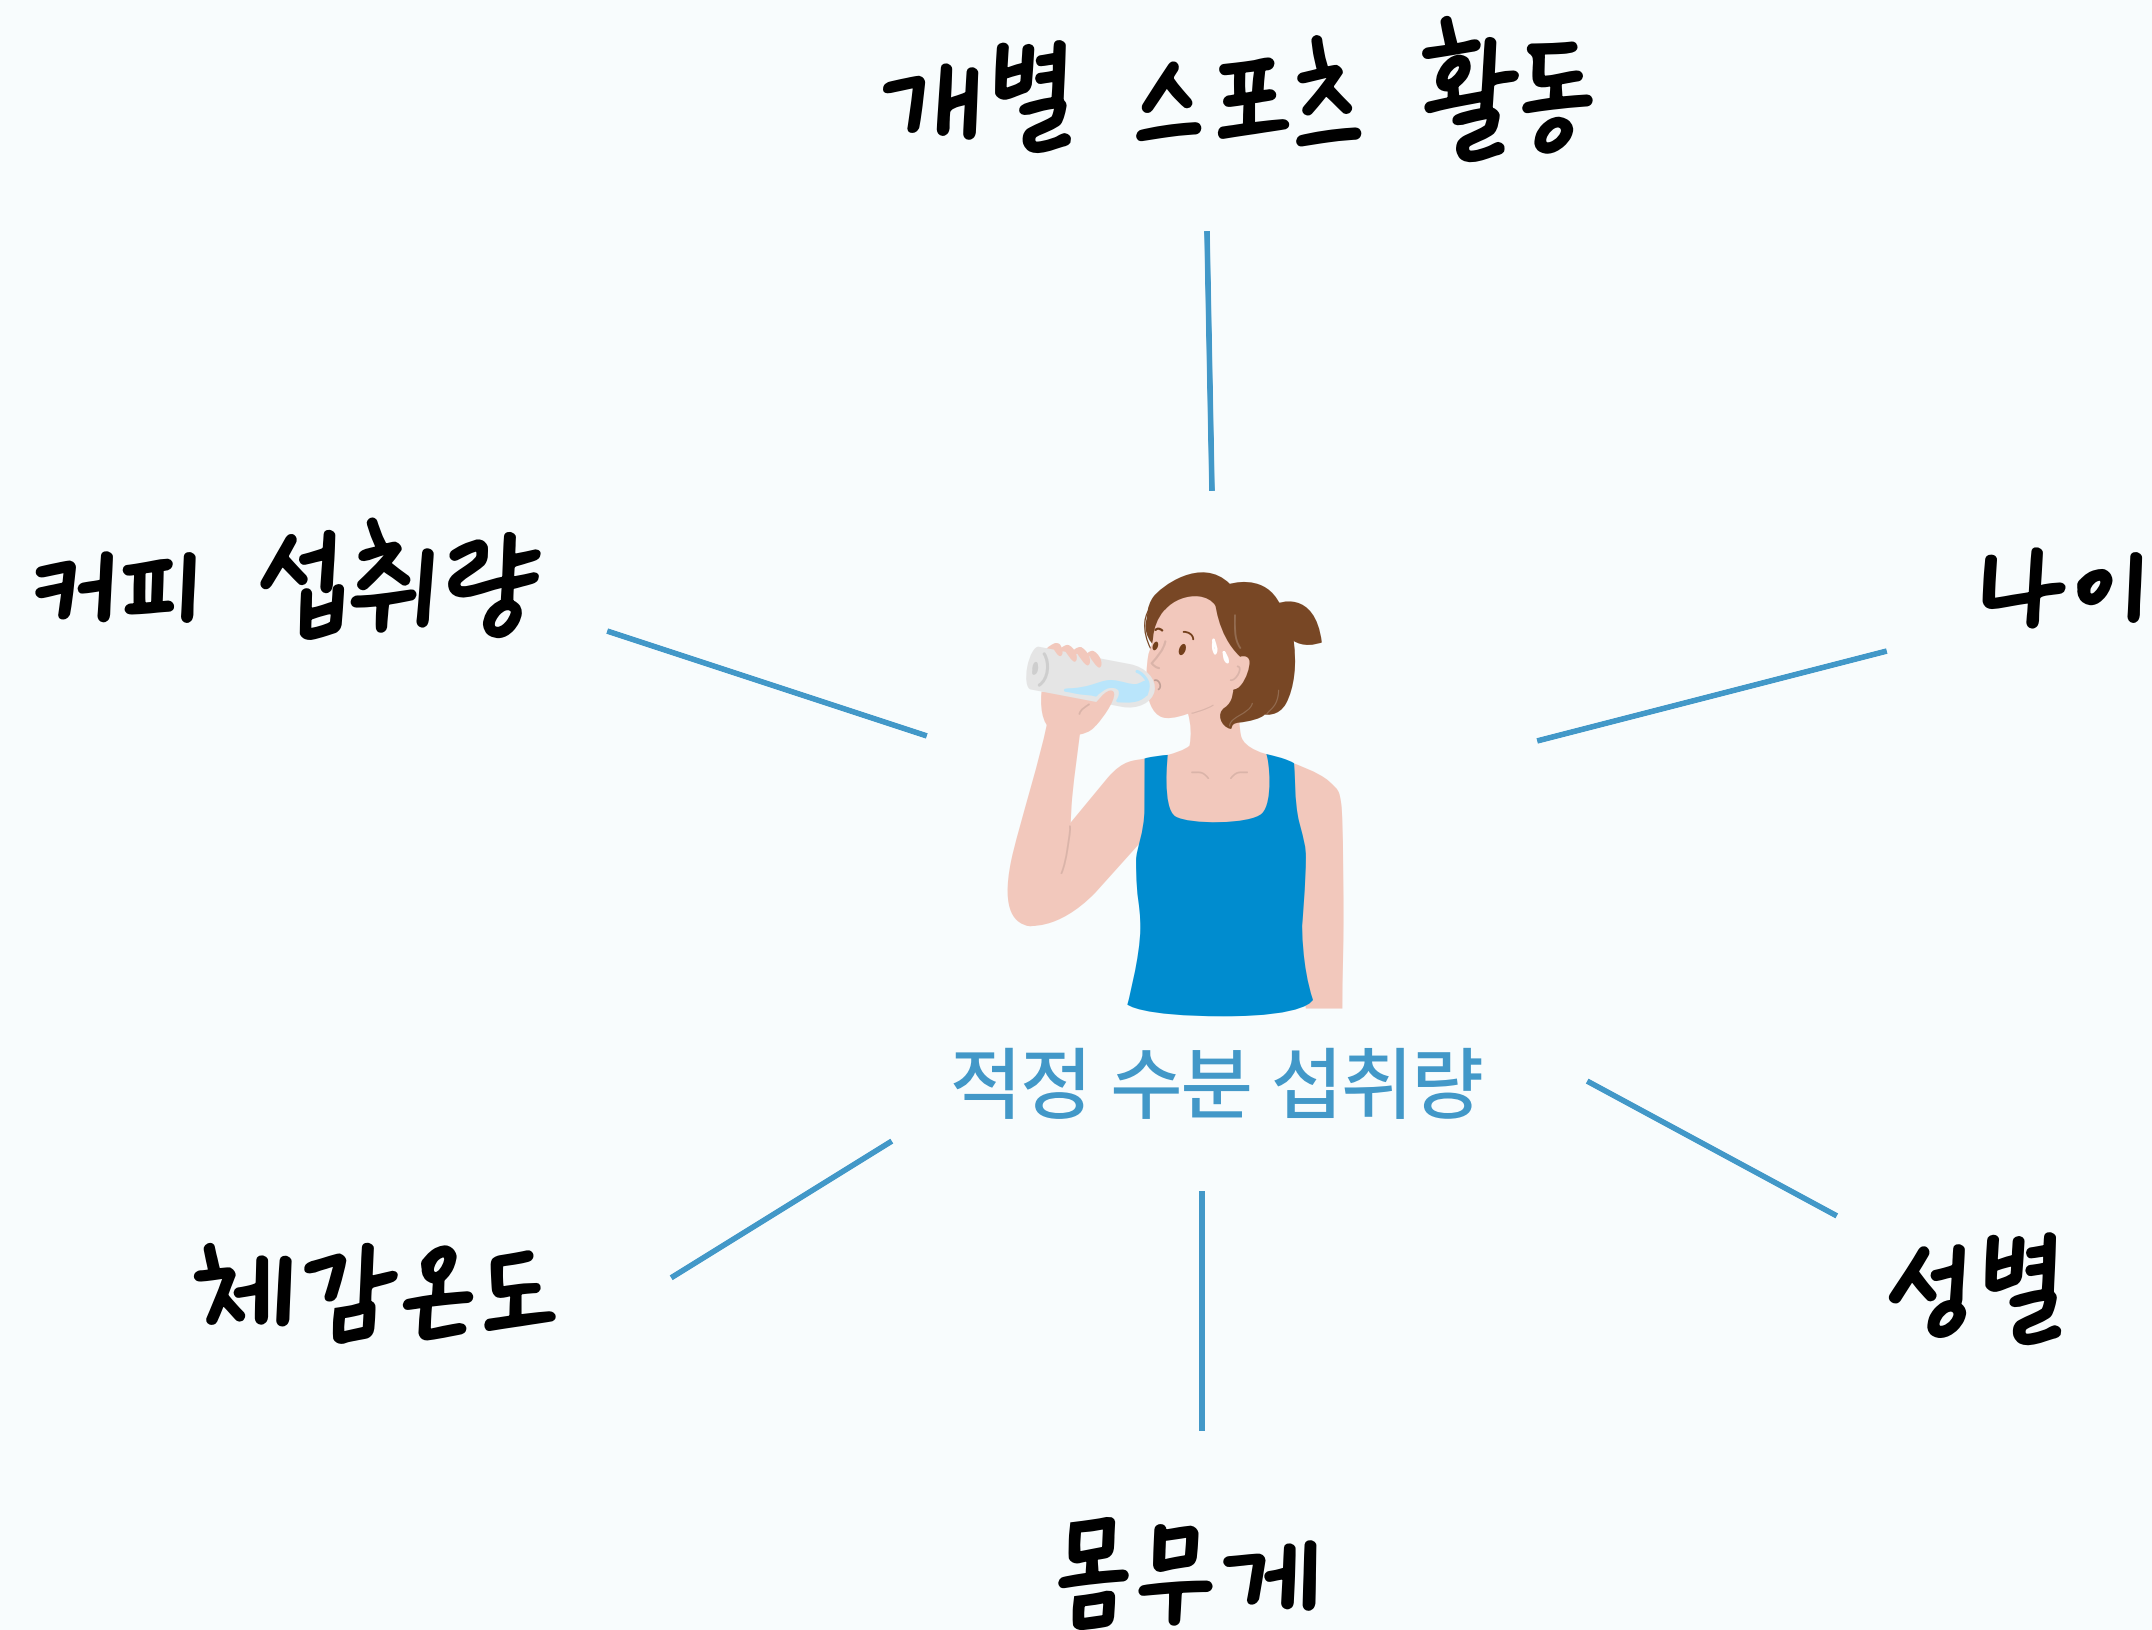 개별 스포츠 활동
커피 섭취량
나이
적정 수분 섭취량
체감온도
성별
몸무게